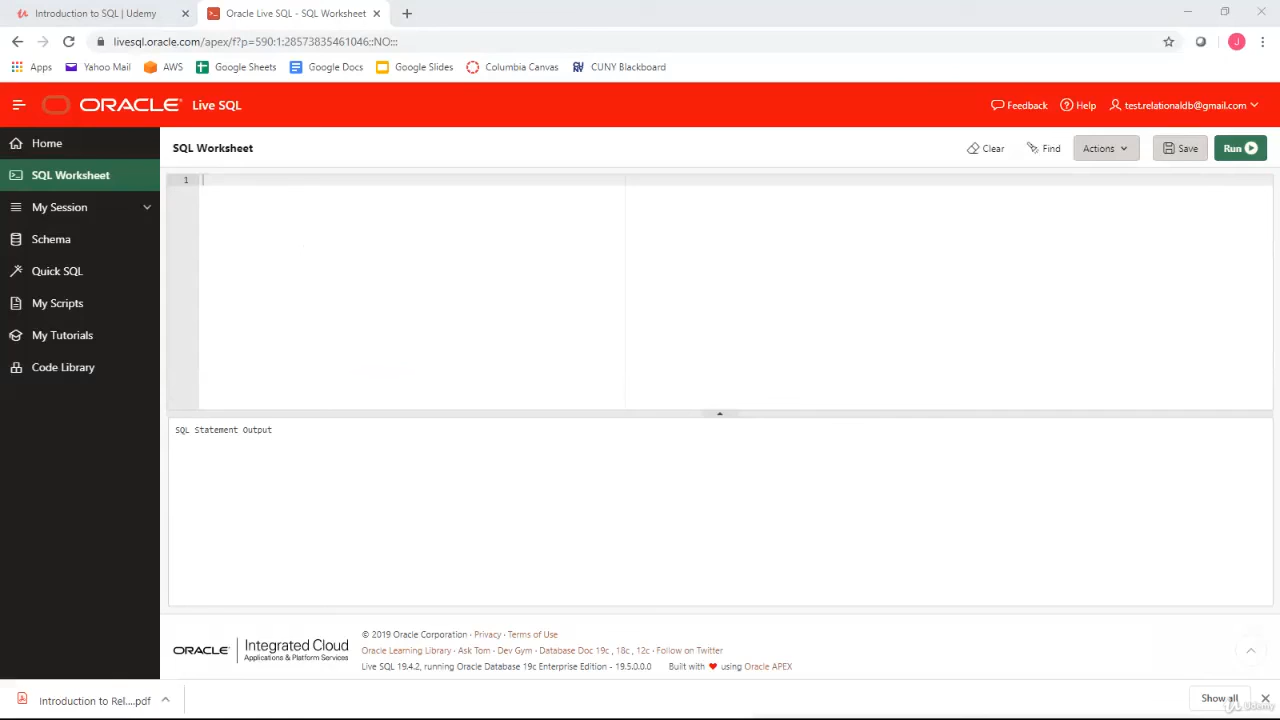 Introduction to SQL | Udemy
Oracle Live SQL - SQL Worksheet
livesql.oracle.com/apex/f?p=590:1:28573835461046::NO:::
J
Apps Yahoo Mail AWS Google Sheets Google Docs Google Slides Columbia Canvas CUNY Blackboard
ORACLE Live SQL
Feedback Help test.relationaldb@gmail.com
Home
SQL Worksheet
My Session
Schema
Quick SQL
My Scripts
My Tutorials
Code Library
SQL Worksheet
Clear Find Actions Save Run
1
SQL Statement Output
ORACLE Integrated Cloud
Applications & Platform Services
© 2019 Oracle Corporation · Privacy · Terms of Use
Oracle Learning Library · Ask Tom · Dev Gym · Database Doc 19c , 18c , 12c · Follow on Twitter
Live SQL 19.4.2, running Oracle Database 19c Enterprise Edition - 19.5.0.0.0 Built with ❤ using Oracle APEX
Introduction to Rel....pdf
Show all
Udemy